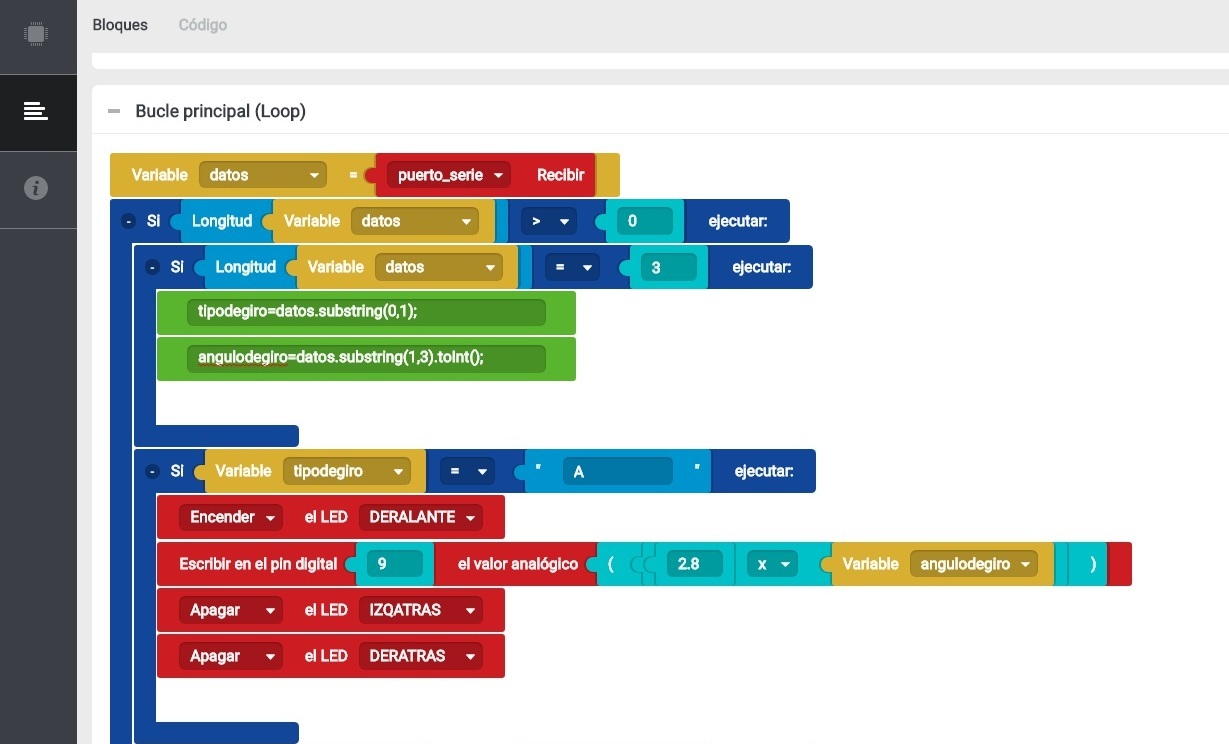 Bloques Código
Bucle principal (Loop)
Variable datos = puerto_serie Recibir
- Si Longitud Variable datos > 0 ejecutar:
- Si Longitud Variable datos = 3 ejecutar:
tipodegiro=datos.substring(0,1);
angulodegiro=datos.substring(1,3).toInt();
- Si Variable tipodegiro = " A " ejecutar:
Encender el LED DERALANTE
Escribir en el pin digital 9 el valor analógico ( 2.8 x Variable angulodegiro )
Apagar el LED IZQATRAS
Apagar el LED DERATRAS